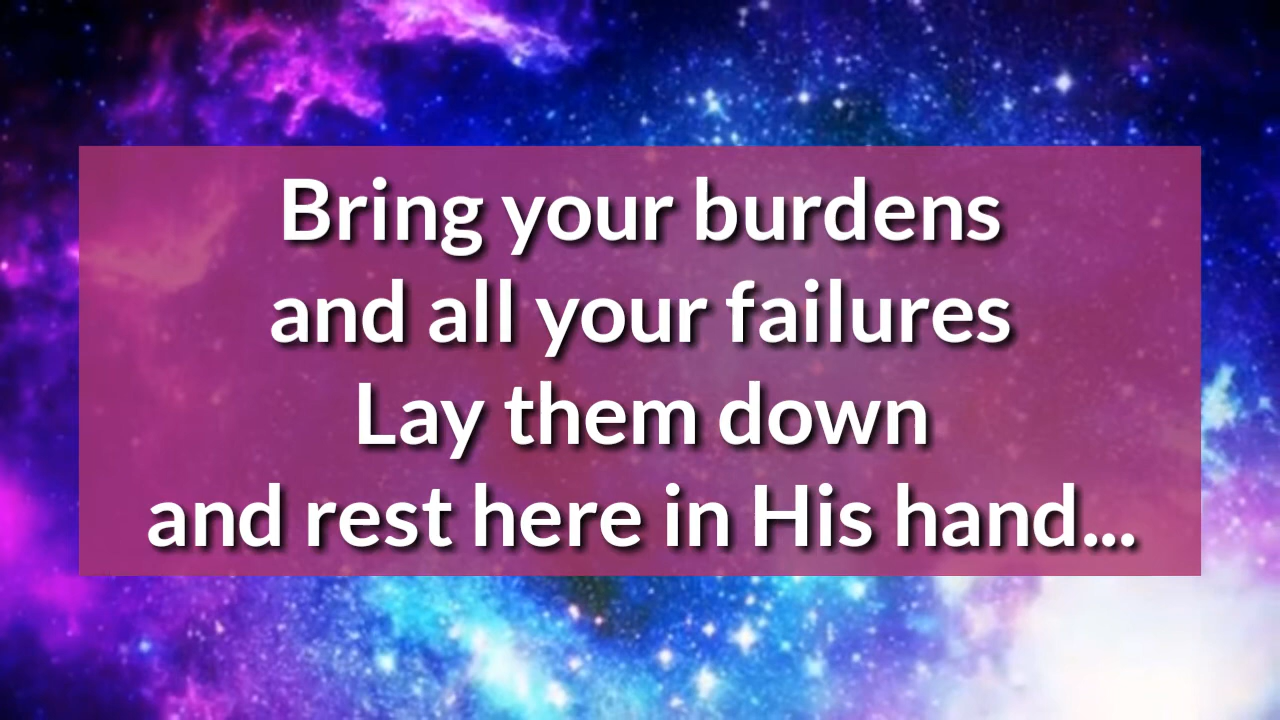 Bring your burdens
and all your failures
Lay them down
and rest here in His hand...